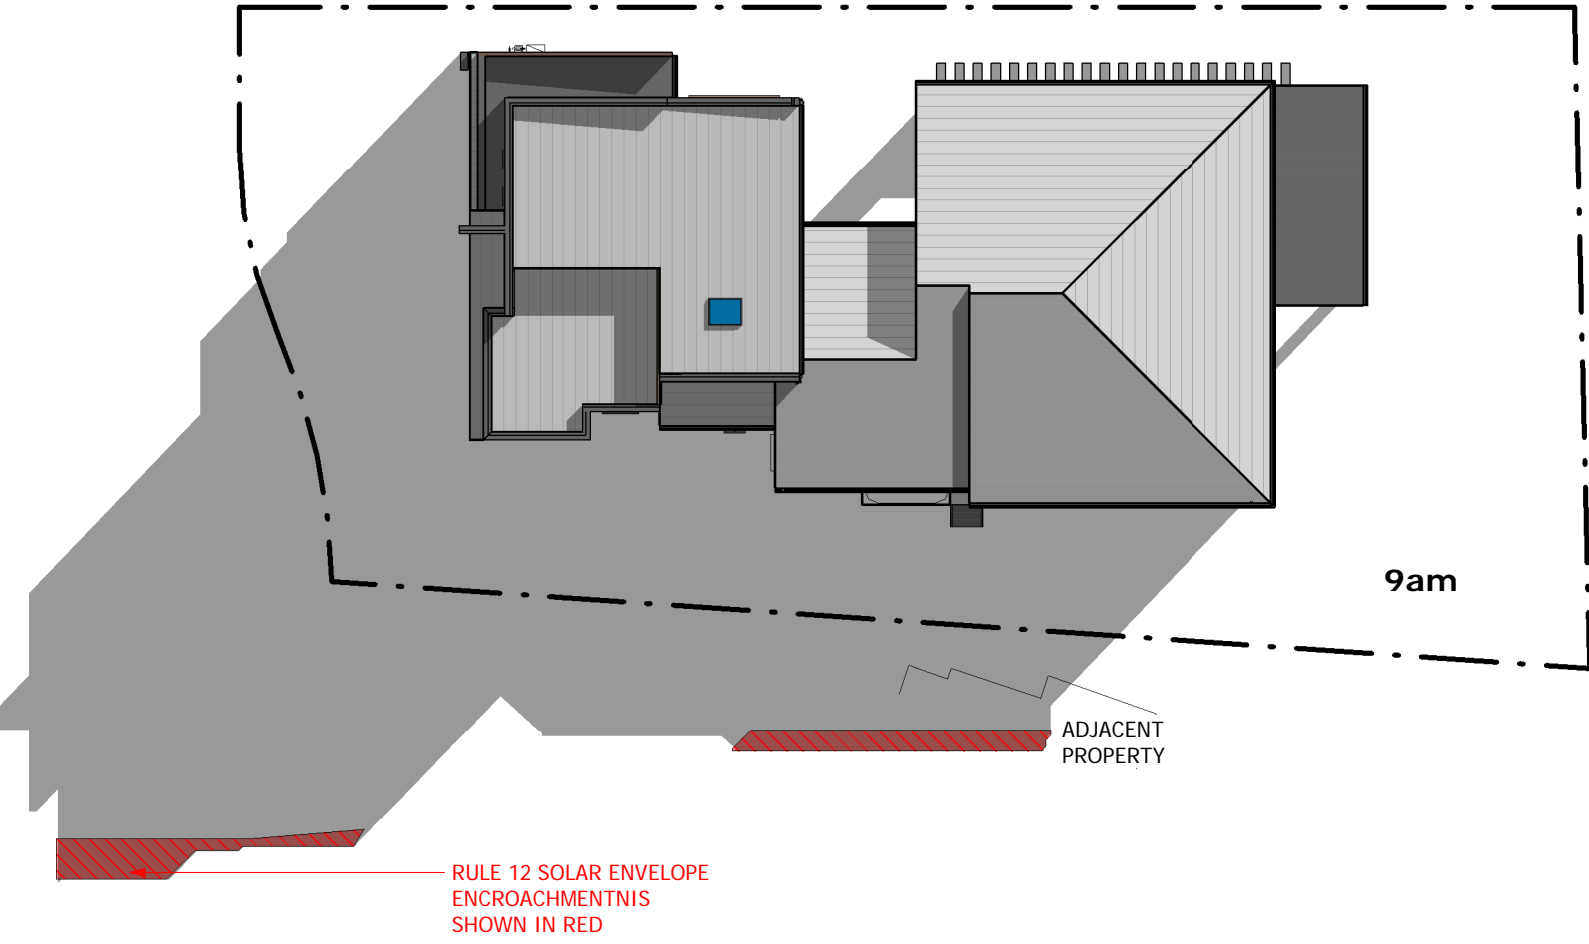 9am
ADJACENT
PROPERTY
RULE 12 SOLAR ENVELOPE
ENCROACHMENTNIS
SHOWN IN RED